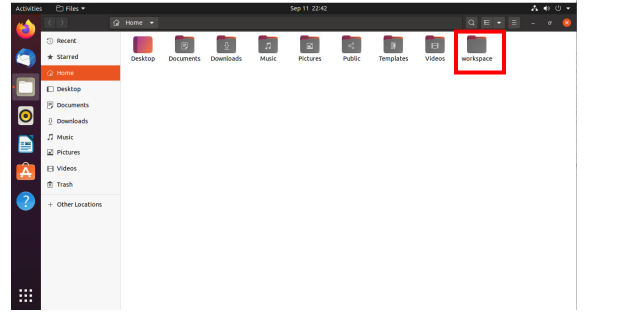 Activities Files Sep 11 22:42
Home
Recent
Starred
Home
Desktop
Documents
Downloads
Music
Pictures
Videos
Trash
+ Other Locations
Desktop Documents Downloads Music Pictures Public Templates Videos workspace